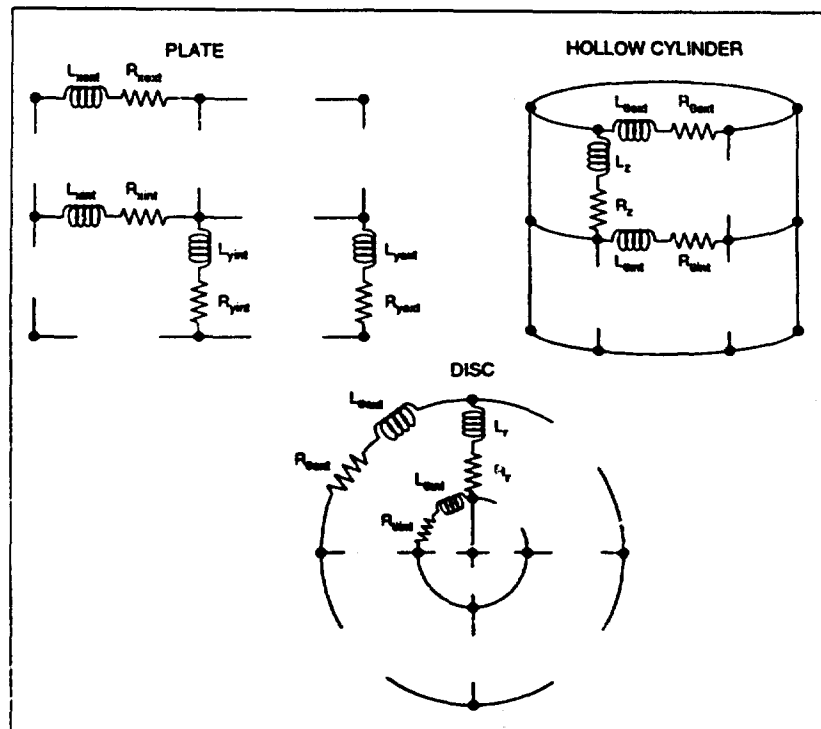 PLATE
L_xext R_xext
L_xint R_xint
L_yint
R_yint
L_yext
R_yext
HOLLOW CYLINDER
L_θext R_θext
L_z
R_z
L_θint R_θint
DISC
L_θext
R_θext
L_r
R_r
L_θint
R_θint